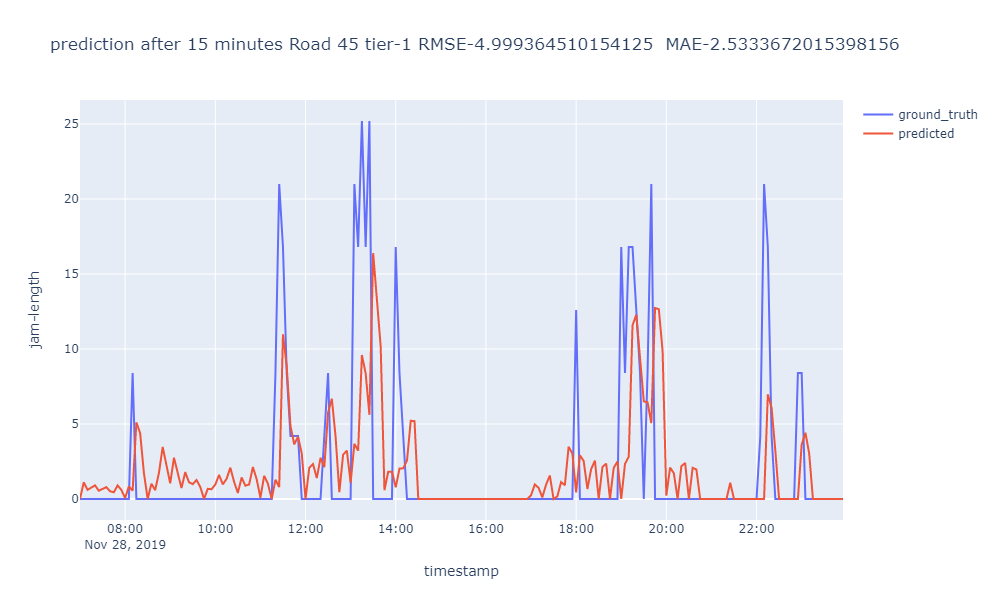 prediction after 15 minutes Road 45 tier-1 RMSE-4.999364510154125  MAE-2.5333672015398156
ground_truth
predicted
25
20
15
10
5
0
jam-length
08:00 10:00 12:00 14:00 16:00 18:00 20:00 22:00
Nov 28, 2019
timestamp